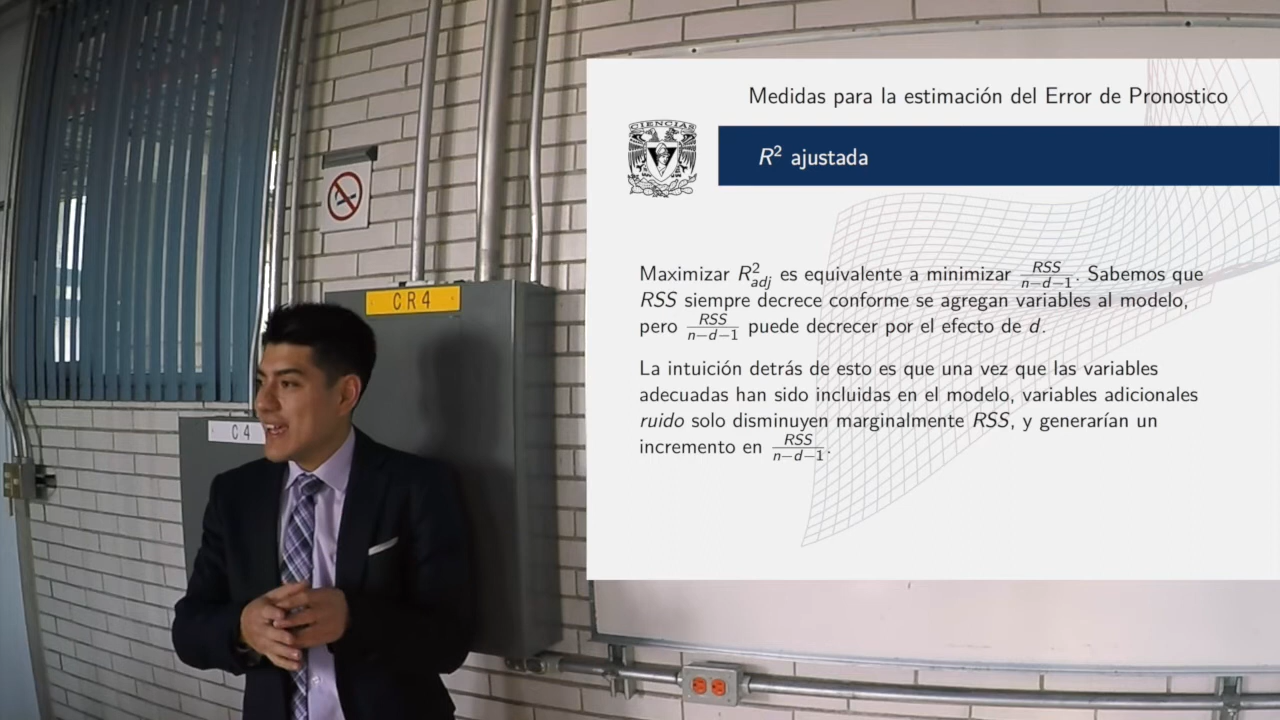 Medidas para la estimación del Error de Pronostico
CIENCIAS
R² ajustada
Maximizar R²adj es equivalente a minimizar RSS/(n−d−1). Sabemos que
RSS siempre decrece conforme se agregan variables al modelo,
pero RSS/(n−d−1) puede decrecer por el efecto de d.
La intuición detrás de esto es que una vez que las variables
adecuadas han sido incluidas en el modelo, variables adicionales
ruido solo disminuyen marginalmente RSS, y generarían un
incremento en RSS/(n−d−1).
CR4
C4